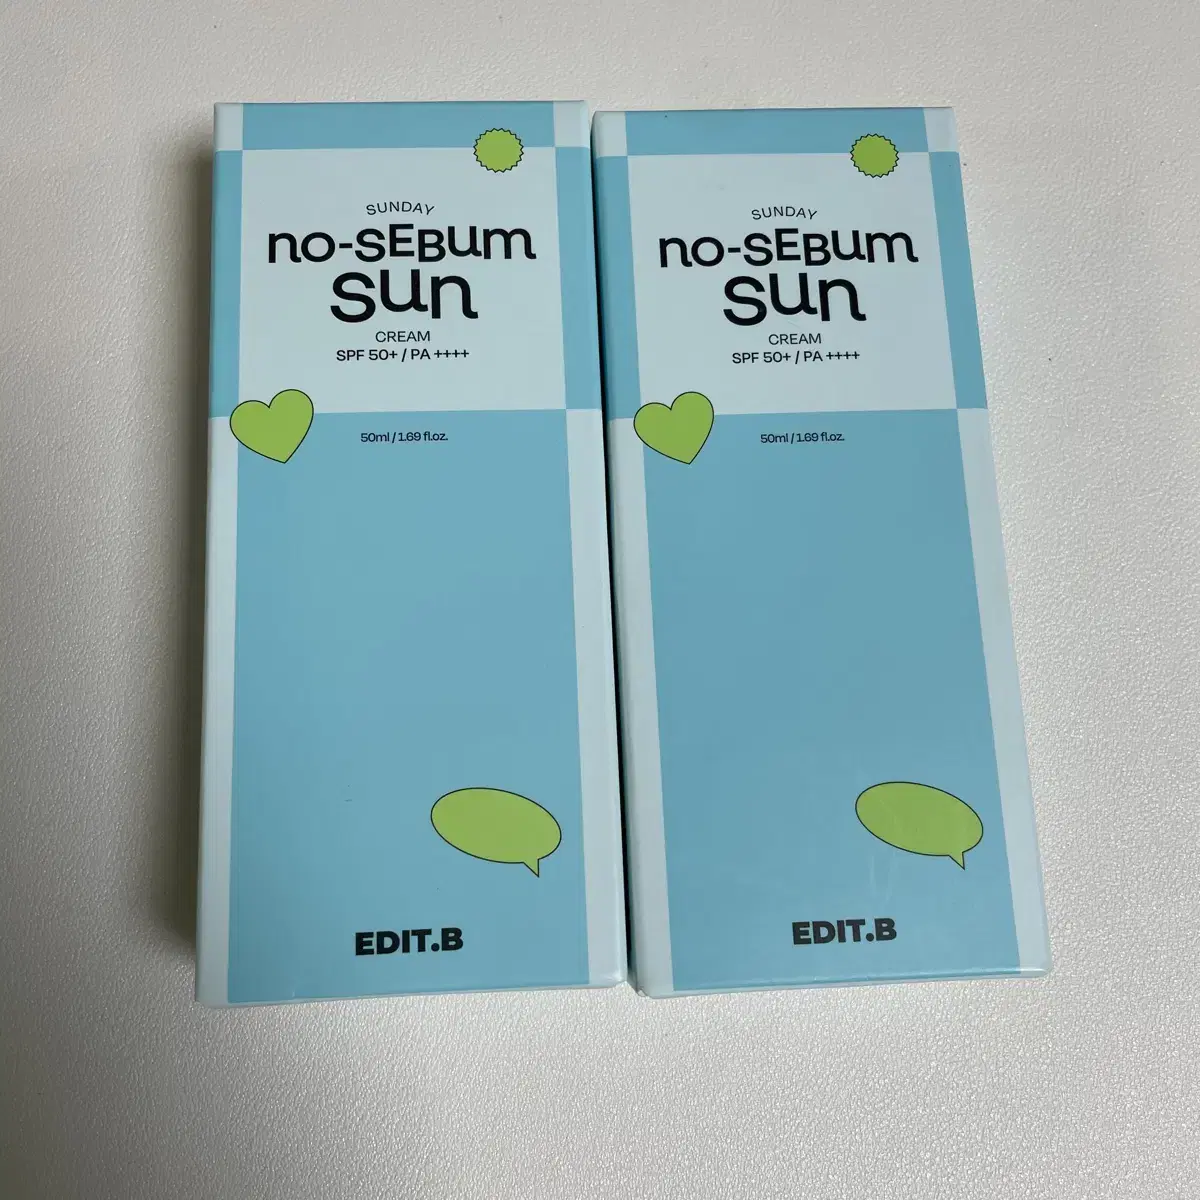 SUNDAY
no-SEBum
Sun
CREAM
SPF 50+ / PA ++++
50ml / 1.69 fl.oz.
EDIT.B
SUNDAY
no-SEBum
Sun
CREAM
SPF 50+ / PA ++++
50ml / 1.69 fl.oz.
EDIT.B